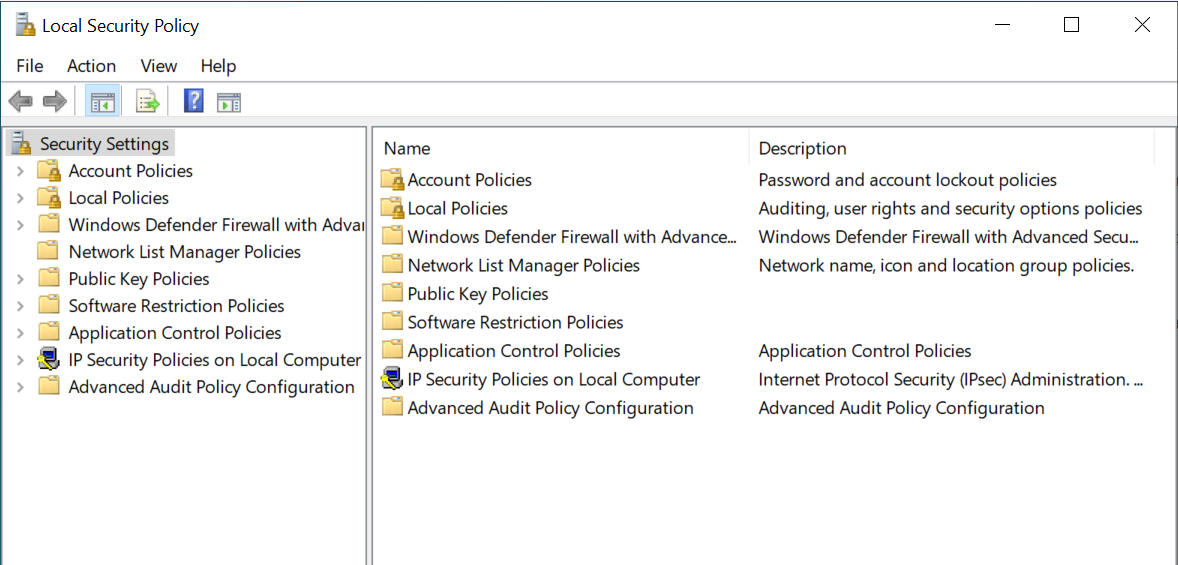 Local Security Policy
File Action View Help
Security Settings
Account Policies
Local Policies
Windows Defender Firewall with Advar
Network List Manager Policies
Public Key Policies
Software Restriction Policies
Application Control Policies
IP Security Policies on Local Computer
Advanced Audit Policy Configuration
Name Description
Account Policies Password and account lockout policies
Local Policies Auditing, user rights and security options policies
Windows Defender Firewall with Advance... Windows Defender Firewall with Advanced Secu...
Network List Manager Policies Network name, icon and location group policies.
Public Key Policies
Software Restriction Policies
Application Control Policies Application Control Policies
IP Security Policies on Local Computer Internet Protocol Security (IPsec) Administration. ...
Advanced Audit Policy Configuration Advanced Audit Policy Configuration